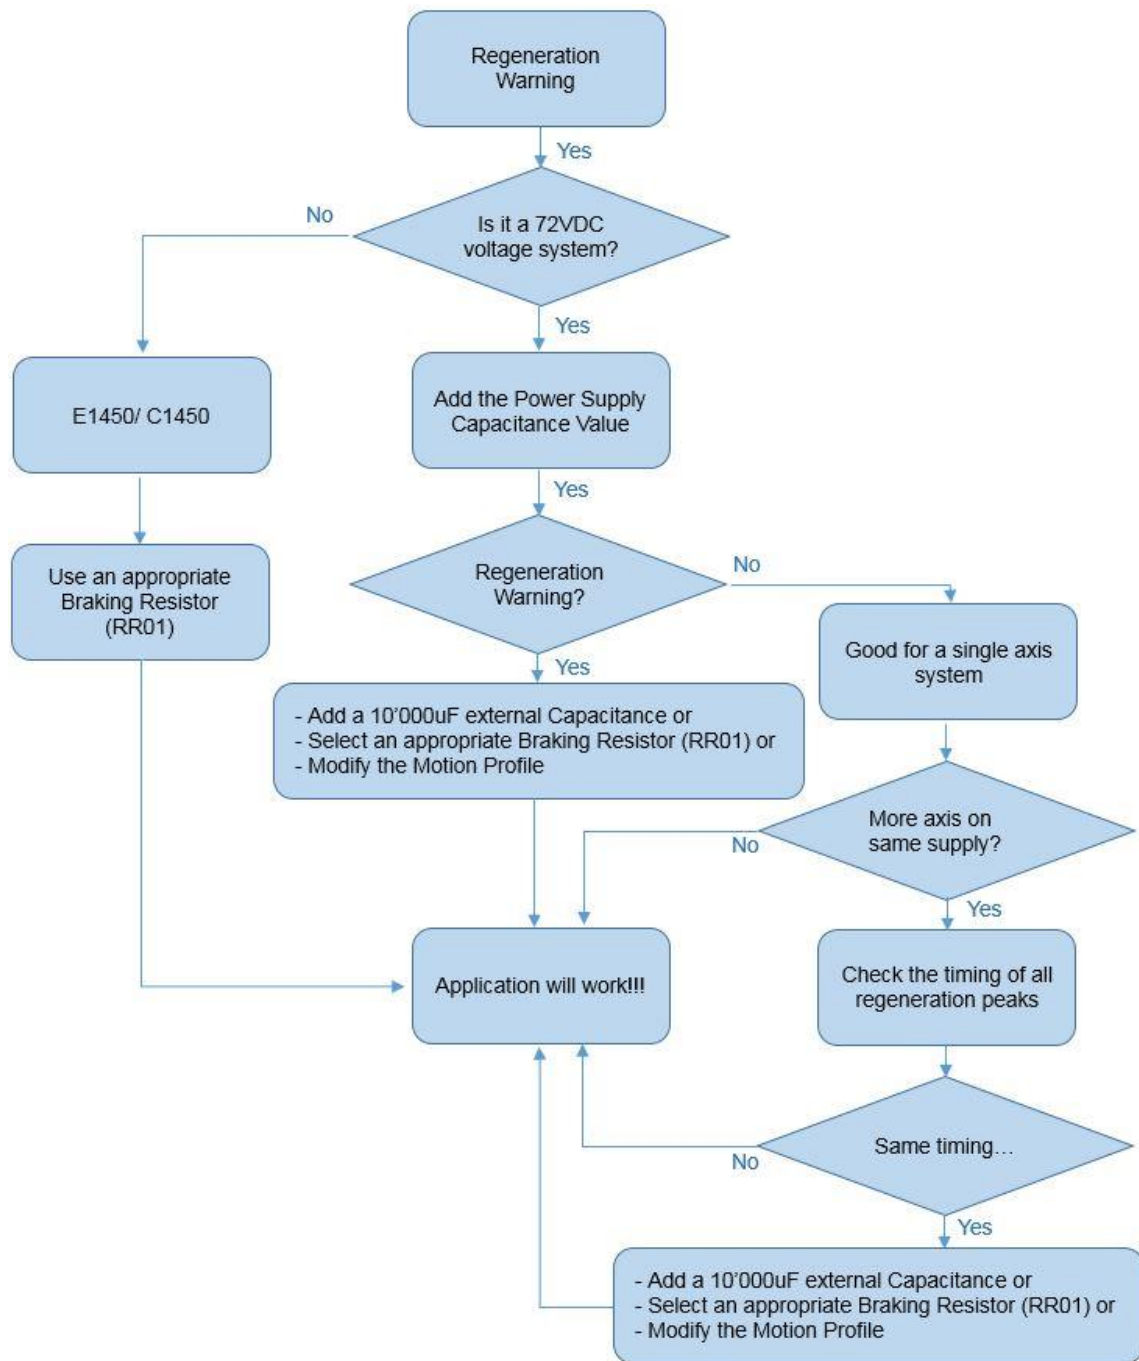 Regeneration
Warning
Yes
Is it a 72VDC
voltage system?
No
Yes
E1450/ C1450
Add the Power Supply
Capacitance Value
Yes
Use an appropriate
Braking Resistor
(RR01)
Regeneration
Warning?
No
Yes
Good for a single axis
system
- Add a 10'000uF external Capacitance or
- Select an appropriate Braking Resistor (RR01) or
- Modify the Motion Profile
More axis on
same supply?
No
Yes
Application will work!!!
Check the timing of all
regeneration peaks
Same timing…
No
Yes
- Add a 10'000uF external Capacitance or
- Select an appropriate Braking Resistor (RR01) or
- Modify the Motion Profile